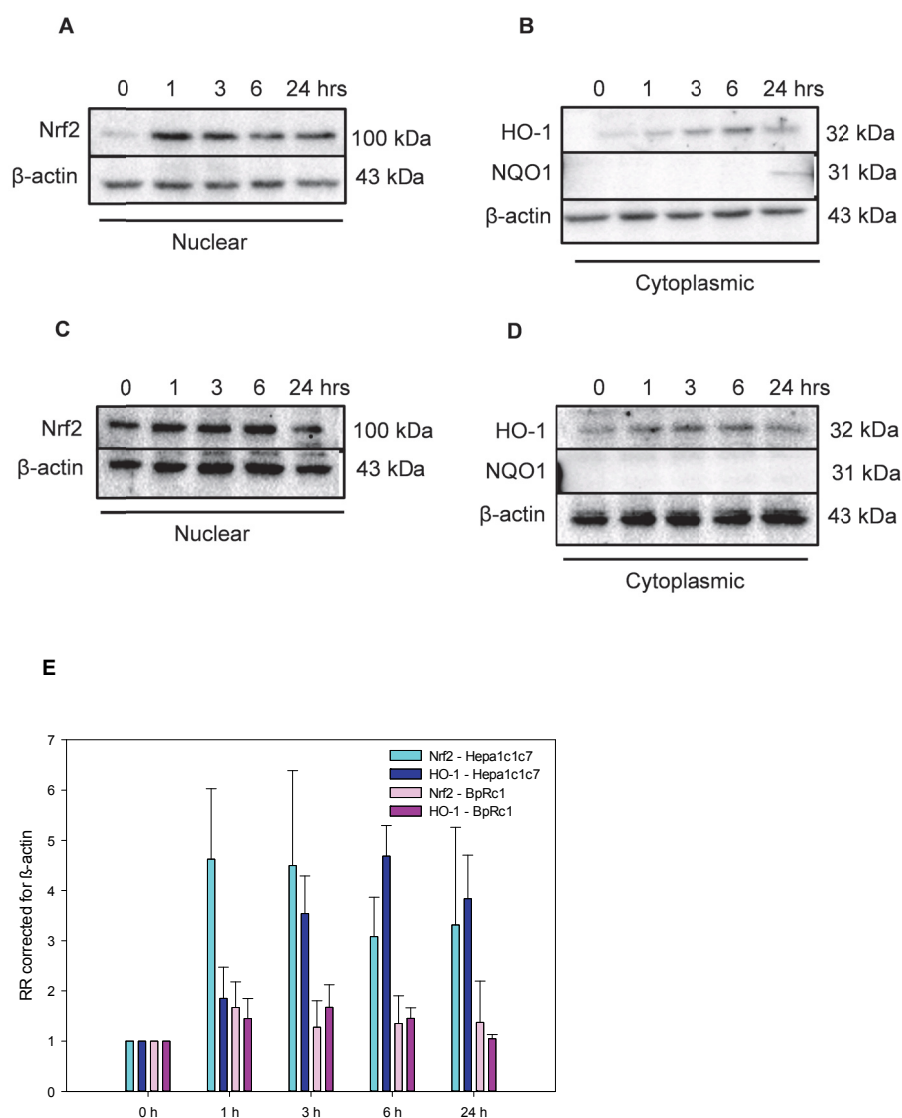 A
0 1 3 6 24 hrs
Nrf2 100 kDa
β-actin 43 kDa
Nuclear
B
0 1 3 6 24 hrs
HO-1 32 kDa
NQO1 31 kDa
β-actin 43 kDa
Cytoplasmic
C
0 1 3 6 24 hrs
Nrf2 100 kDa
β-actin 43 kDa
Nuclear
D
0 1 3 6 24 hrs
HO-1 32 kDa
NQO1 31 kDa
β-actin 43 kDa
Cytoplasmic
E
RR corrected for ß-actin
7
6
5
4
3
2
1
0
Nrf2 - Hepa1c1c7
HO-1 - Hepa1c1c7
Nrf2 - BpRc1
HO-1 - BpRc1
0 h 1 h 3 h 6 h 24 h